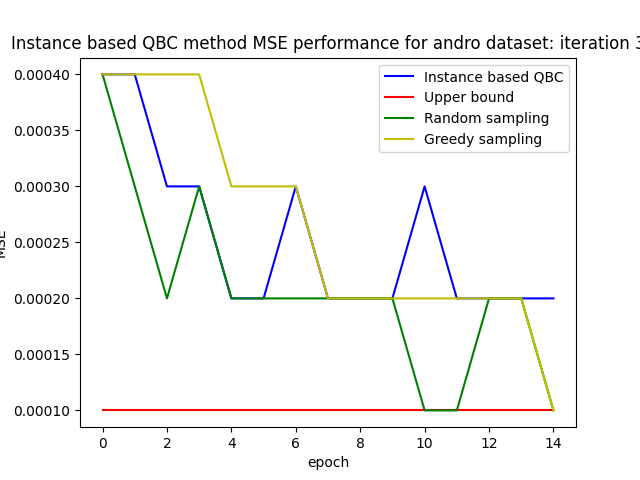 Instance based QBC method MSE performance for andro dataset: iteration 3
Instance based QBC
Upper bound
Random sampling
Greedy sampling
MSE
0.00040
0.00035
0.00030
0.00025
0.00020
0.00015
0.00010
0 2 4 6 8 10 12 14
epoch